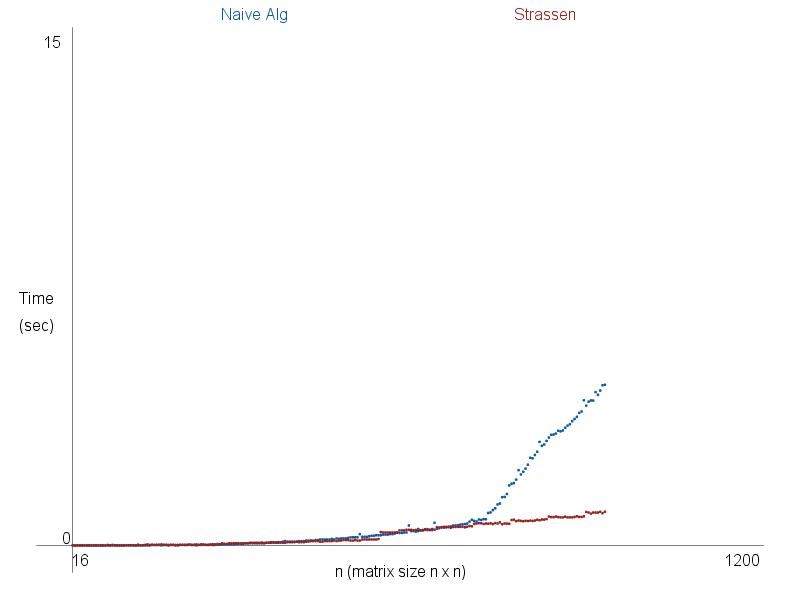 Naive Alg Strassen
15
Time
(sec)
0
16 1200
n (matrix size n x n)